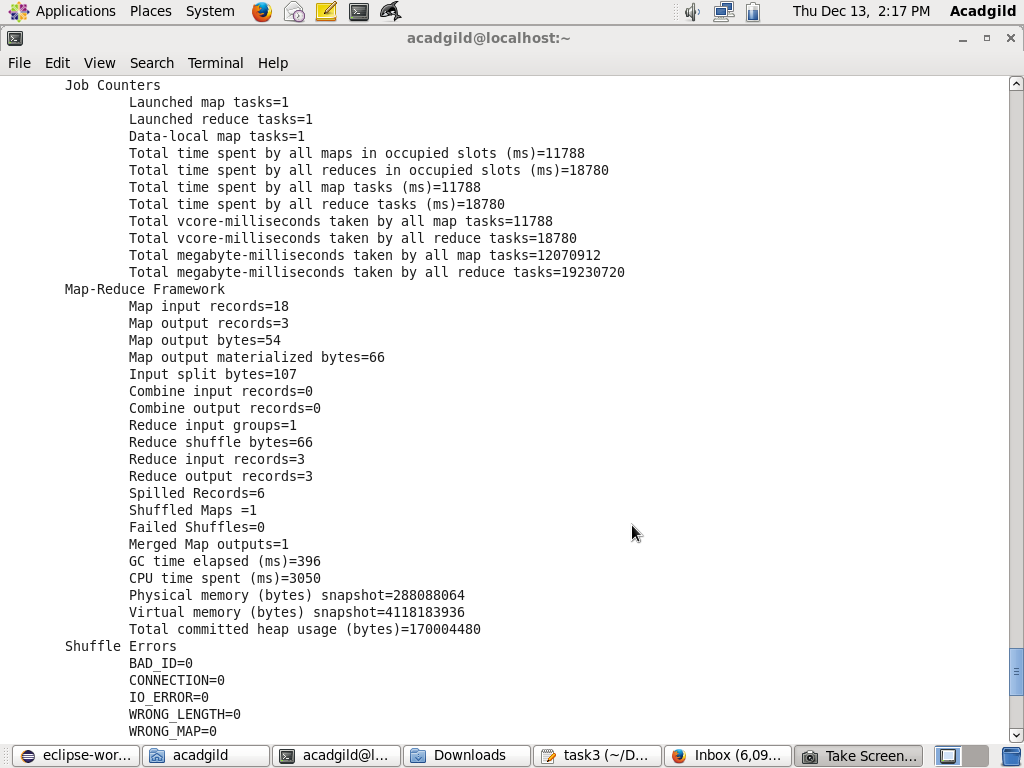 Applications Places System Thu Dec 13, 2:17 PM Acadgild
acadgild@localhost:~
File Edit View Search Terminal Help
Job Counters
Launched map tasks=1
Launched reduce tasks=1
Data-local map tasks=1
Total time spent by all maps in occupied slots (ms)=11788
Total time spent by all reduces in occupied slots (ms)=18780
Total time spent by all map tasks (ms)=11788
Total time spent by all reduce tasks (ms)=18780
Total vcore-milliseconds taken by all map tasks=11788
Total vcore-milliseconds taken by all reduce tasks=18780
Total megabyte-milliseconds taken by all map tasks=12070912
Total megabyte-milliseconds taken by all reduce tasks=19230720
Map-Reduce Framework
Map input records=18
Map output records=3
Map output bytes=54
Map output materialized bytes=66
Input split bytes=107
Combine input records=0
Combine output records=0
Reduce input groups=1
Reduce shuffle bytes=66
Reduce input records=3
Reduce output records=3
Spilled Records=6
Shuffled Maps =1
Failed Shuffles=0
Merged Map outputs=1
GC time elapsed (ms)=396
CPU time spent (ms)=3050
Physical memory (bytes) snapshot=288088064
Virtual memory (bytes) snapshot=4118183936
Total committed heap usage (bytes)=170004480
Shuffle Errors
BAD_ID=0
CONNECTION=0
IO_ERROR=0
WRONG_LENGTH=0
WRONG_MAP=0
eclipse-wor... acadgild acadgild@l... Downloads task3 (~/D... Inbox (6,09... Take Screen...